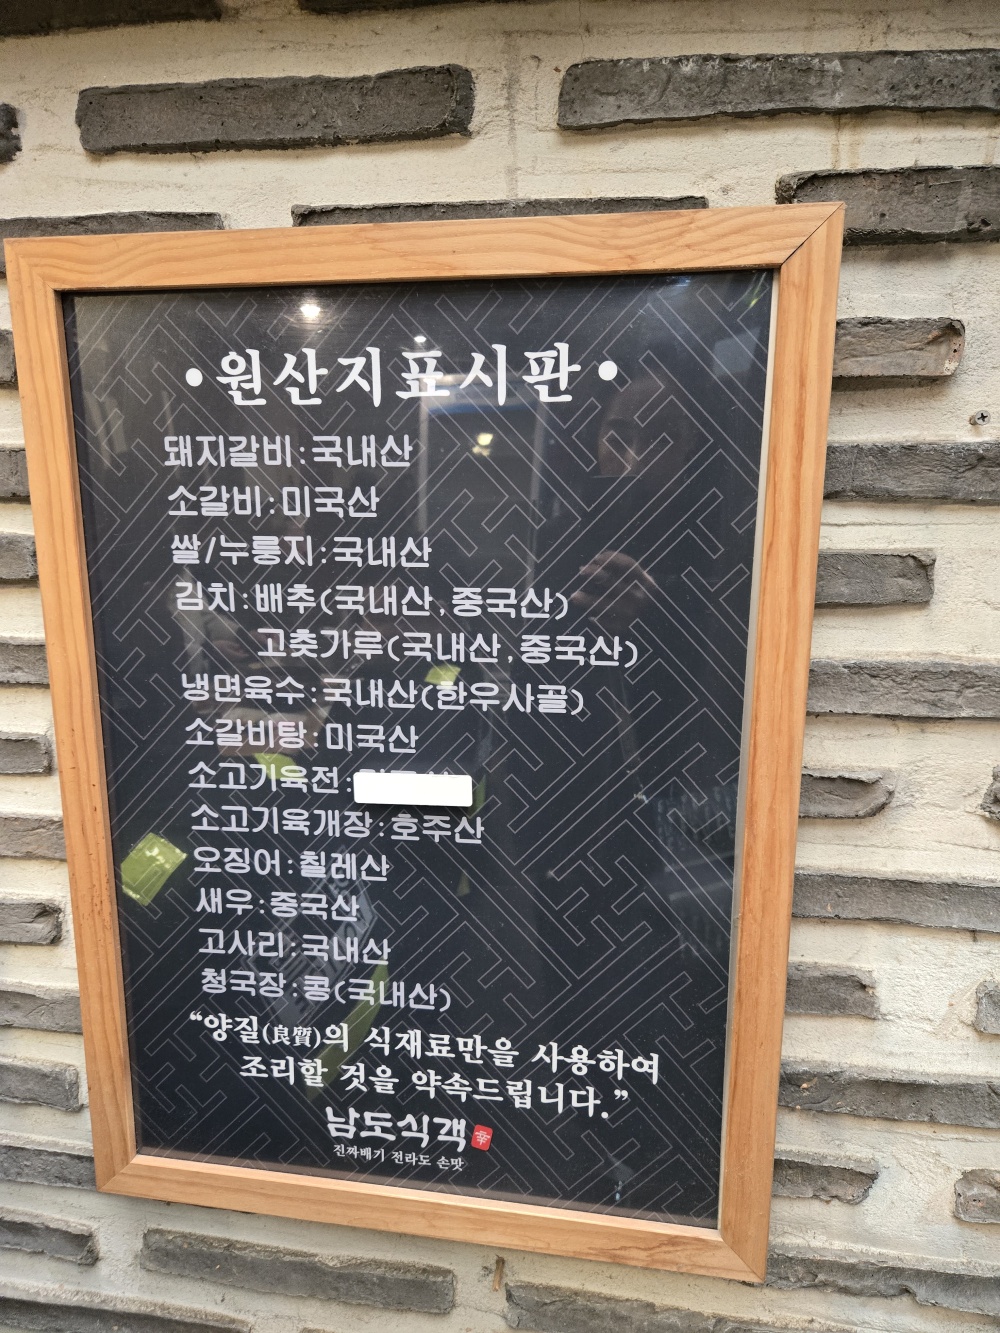 •원산지표시판•
돼지갈비:국내산
소갈비:미국산
쌀/누룽지:국내산
김치:배추(국내산,중국산)
고춧가루(국내산,중국산)
냉면육수:국내산(한우사골)
소갈비탕:미국산
소고기육전:
소고기육개장:호주산
오징어:칠레산
새우:중국산
고사리:국내산
청국장:콩(국내산)
“양질(良質)의 식재료만을 사용하여
조리할 것을 약속드립니다.”
남도식객
진짜배기 전라도 손맛